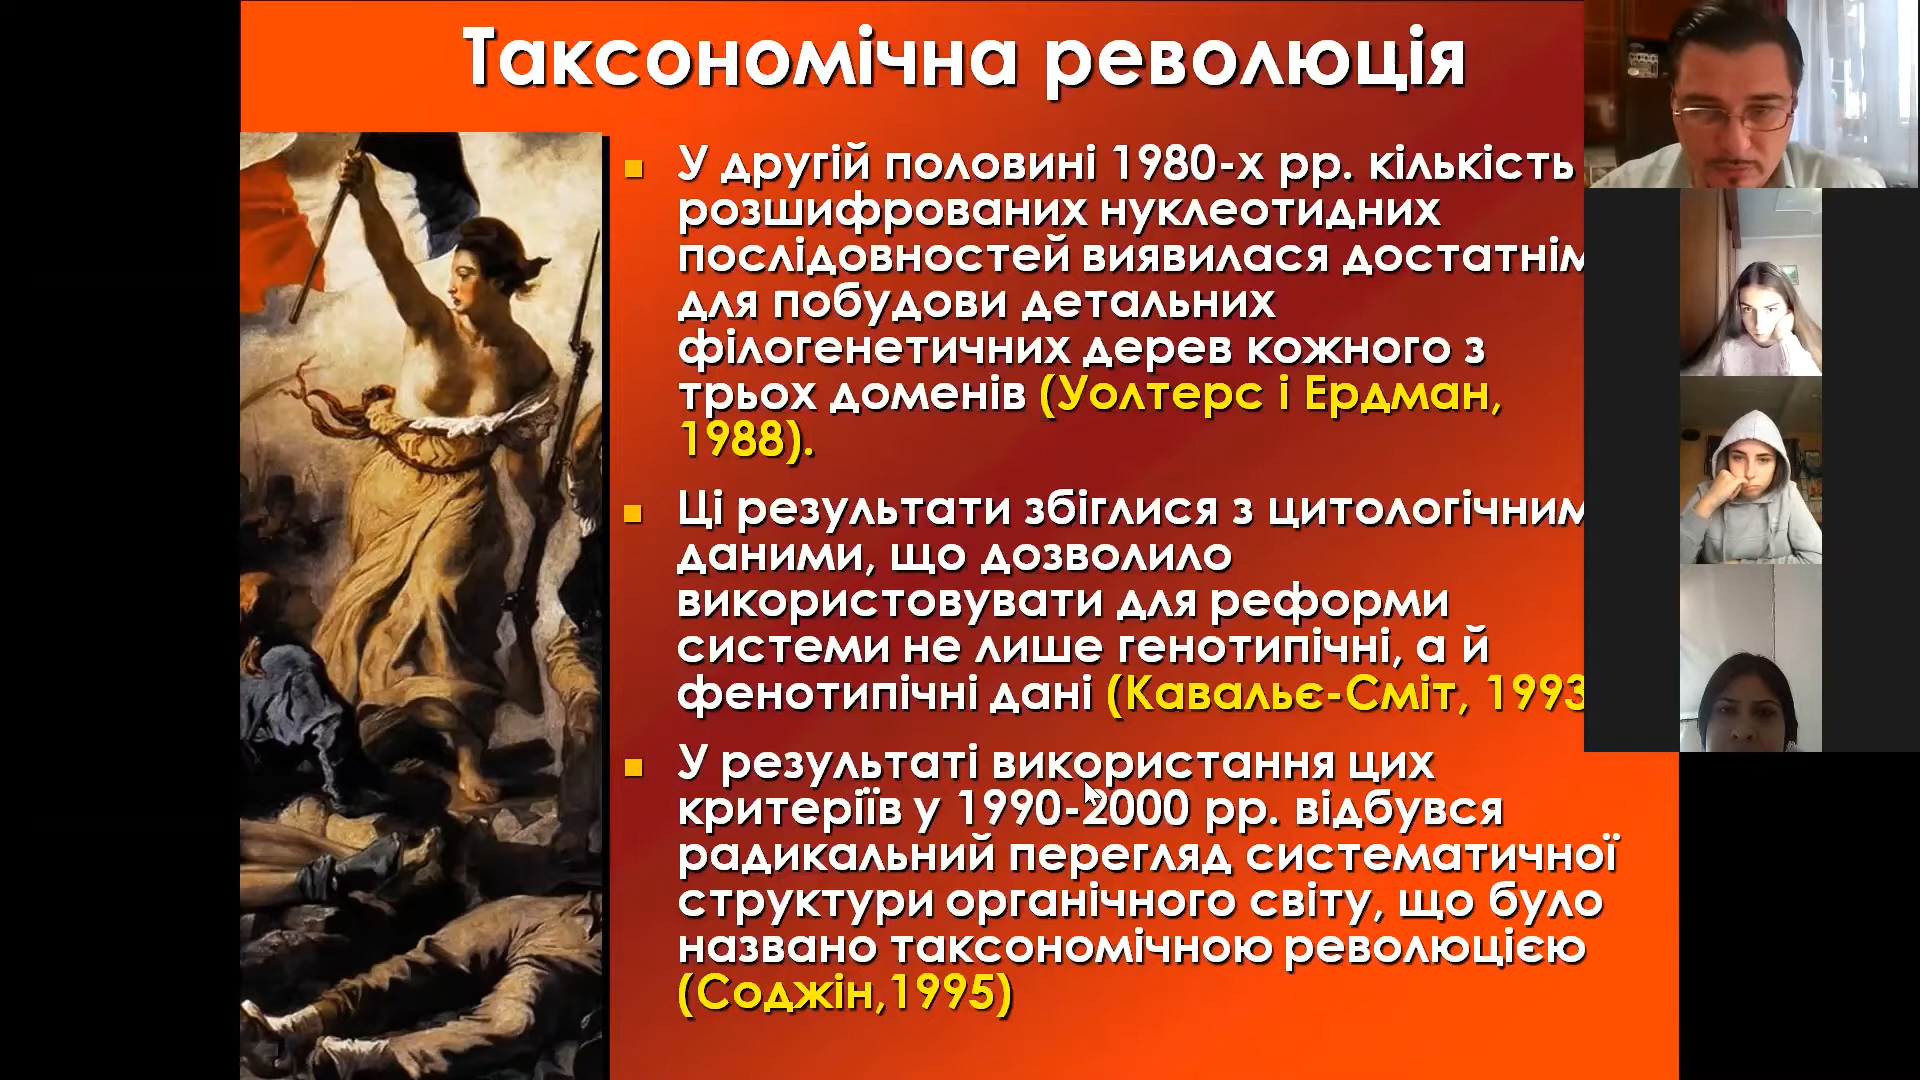 Таксономічна революція
У другій половині 1980-х рр. кількість
розшифрованих нуклеотидних
послідовностей виявилася достатнім
для побудови детальних
філогенетичних дерев кожного з
трьох доменів (Уолтерс і Ердман,
1988).
Ці результати збіглися з цитологічним
даними, що дозволило
використовувати для реформи
системи не лише генотипічні, а й
фенотипічні дані (Кавальє-Сміт, 1993
У результаті використання цих
критеріїв у 1990-2000 рр. відбувся
радикальний перегляд систематичної
структури органічного світу, що було
названо таксономічною революцією
(Соджін,1995)